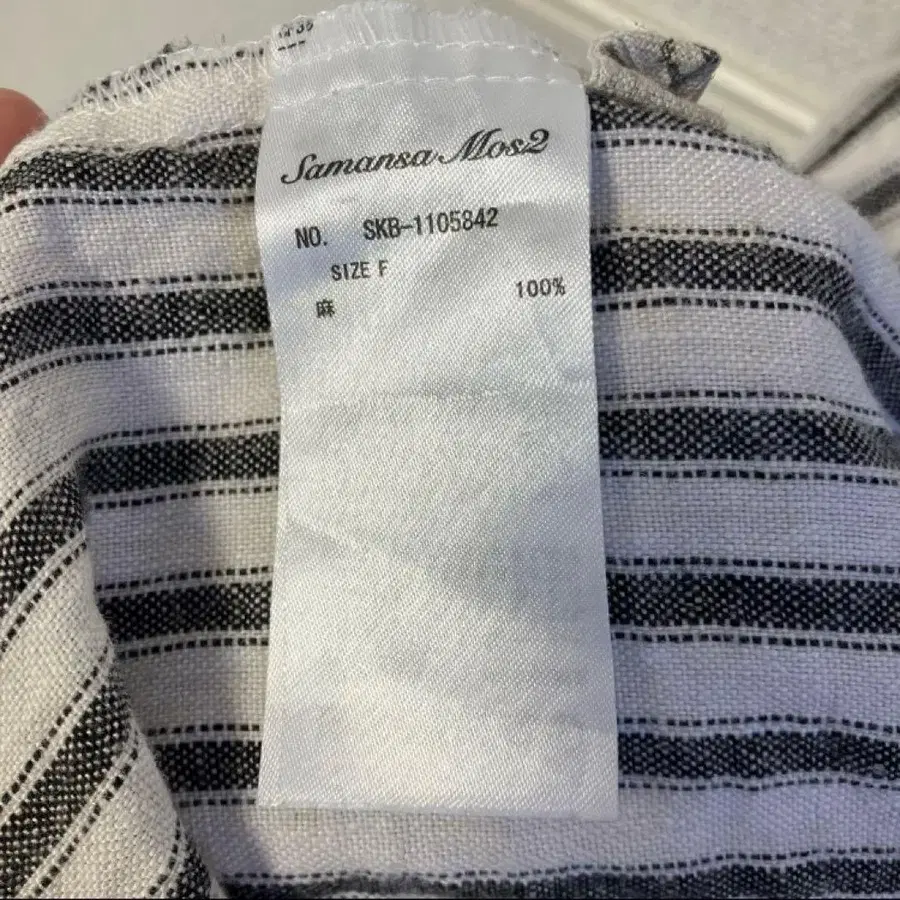 Samansa Mos2
NO. SKB-1105842
SIZE F
麻 100%